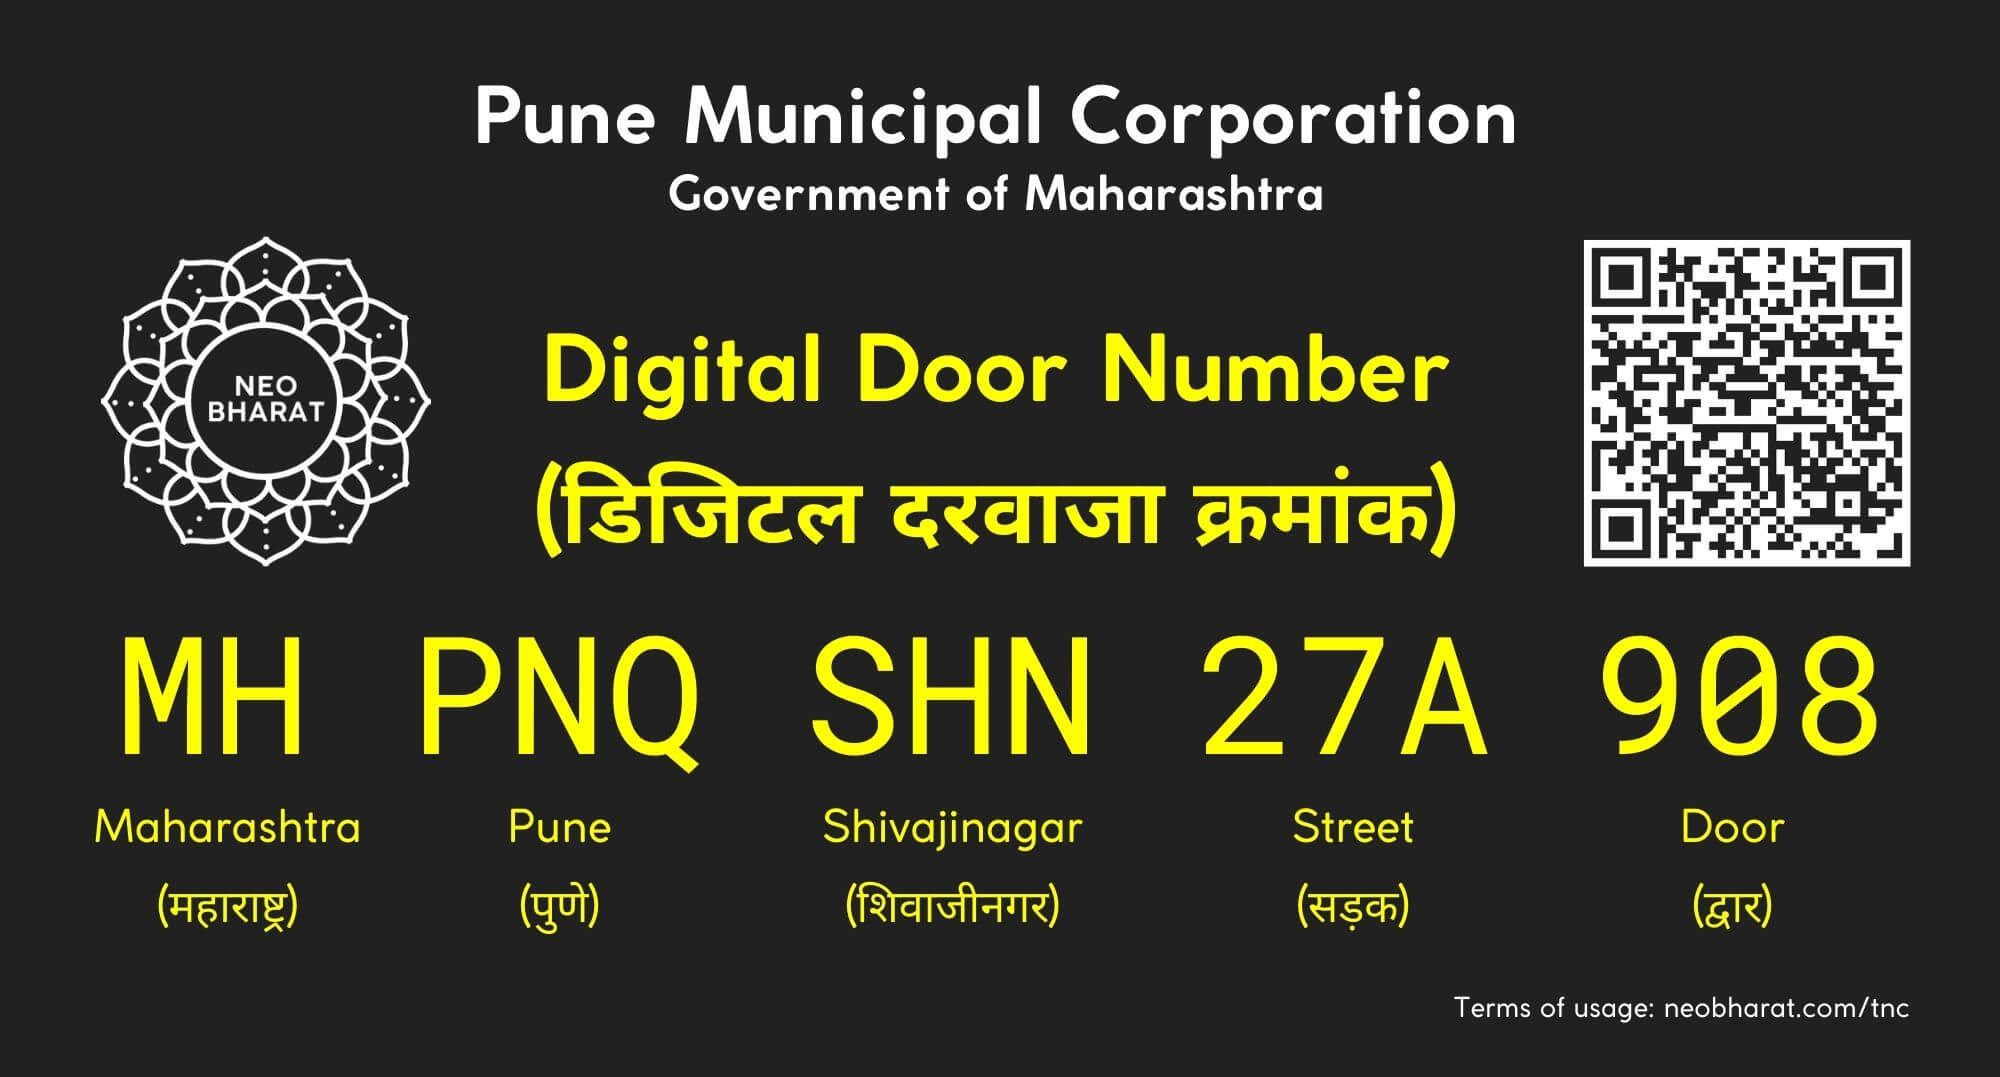 Pune Municipal Corporation
Government of Maharashtra
NEO
BHARAT
Digital Door Number
(डिजिटल दरवाजा क्रमांक)
MH PNQ SHN 27A 908
Maharashtra Pune Shivajinagar Street Door
(महाराष्ट्र) (पुणे) (शिवाजीनगर) (सड़क) (द्वार)
Terms of usage: neobharat.com/tnc